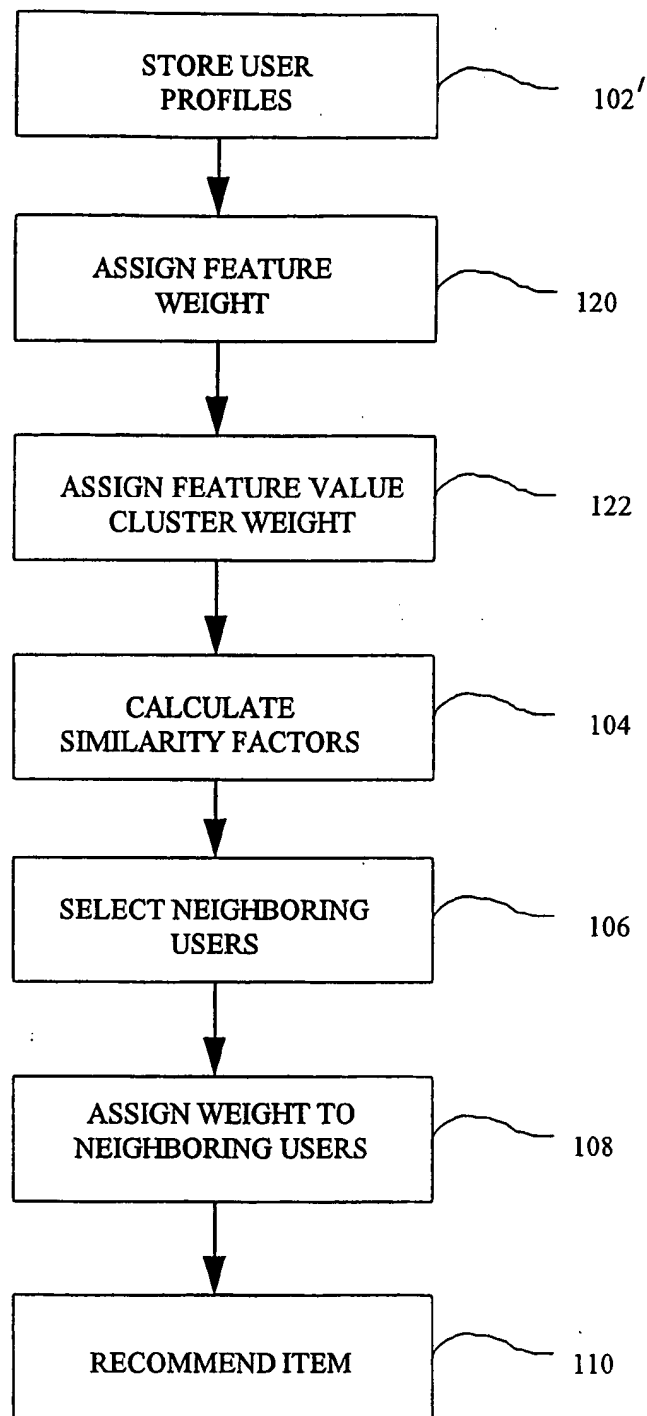 STORE USER
PROFILES
102'
ASSIGN FEATURE
WEIGHT
120
ASSIGN FEATURE VALUE
CLUSTER WEIGHT
122
CALCULATE
SIMILARITY FACTORS
104
SELECT NEIGHBORING
USERS
106
ASSIGN WEIGHT TO
NEIGHBORING USERS
108
RECOMMEND ITEM
110